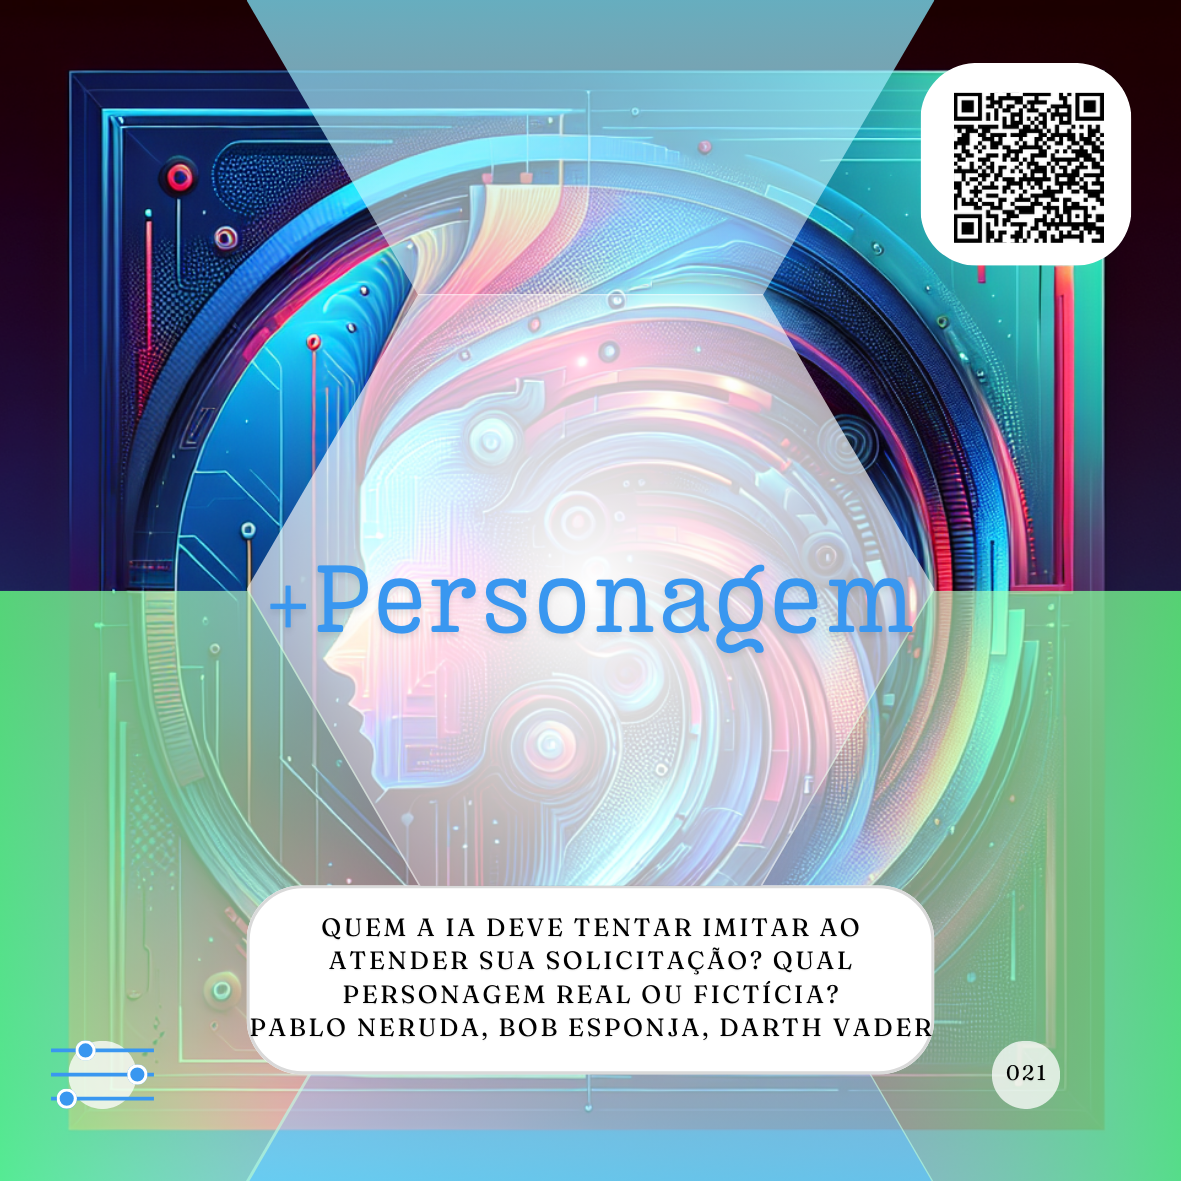 +Personagem
QUEM A IA DEVE TENTAR IMITAR AO
ATENDER SUA SOLICITAÇÃO? QUAL
PERSONAGEM REAL OU FICTÍCIA?
PABLO NERUDA, BOB ESPONJA, DARTH VADER
021